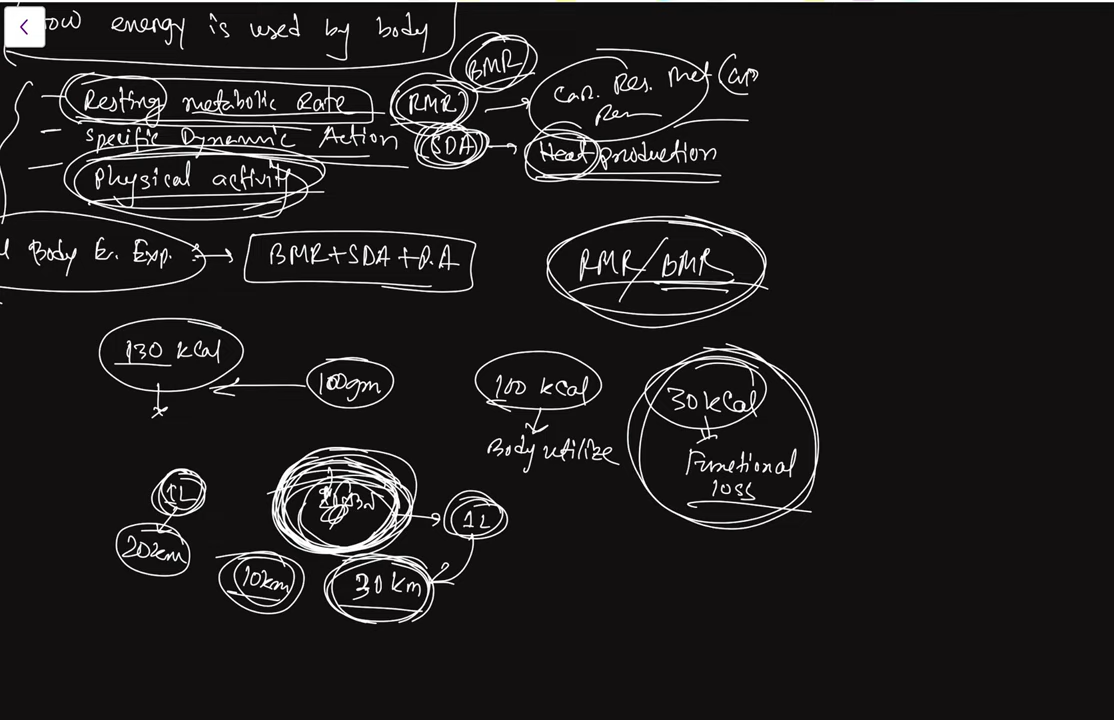 ow energy is used by body
BMR
Resting metabolic Rate (RMR) → Car. Res. Met
Ren
specific Dynamic Action (SDA) → Heat production
Physical activity
Body E. Exp. → BMR+SDA+P.A
RMR/BMR
130 kcal
100gm
100 kcal
30 kcal
Body utilize
Functional
loss
1L
1L
20km
10km
30 km